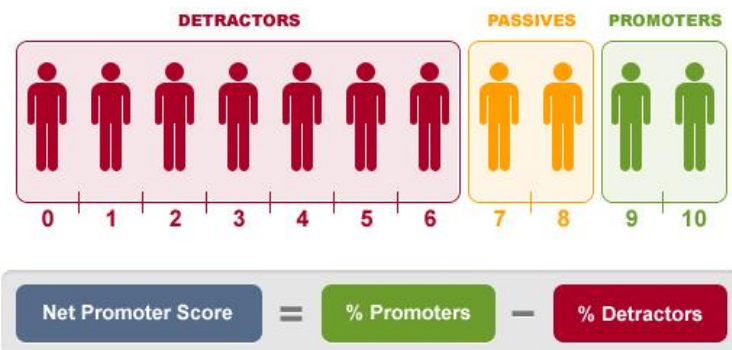 DETRACTORS PASSIVES PROMOTERS
0 1 2 3 4 5 6 7 8 9 10
Net Promoter Score = % Promoters − % Detractors